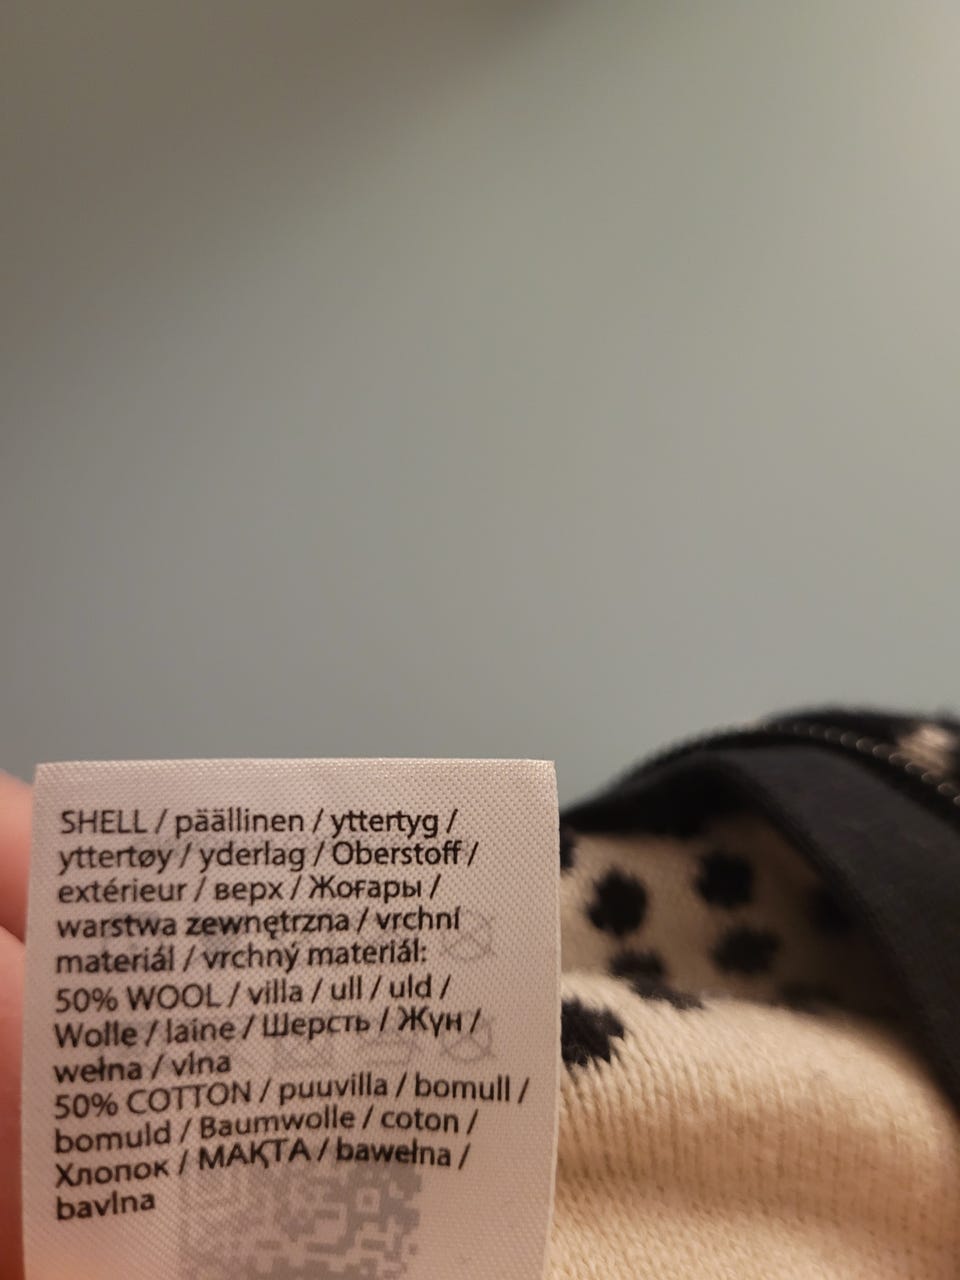 SHELL / päällinen / yttertyg /
yttertøy / yderlag / Oberstoff /
extérieur / верх / Жоғары /
warstwa zewnętrzna / vrchní
materiál / vrchný materiál:
50% WOOL / villa / ull / uld /
Wolle / laine / Шерсть / Жүн /
wełna / vlna
50% COTTON / puuvilla / bomull /
bomuld / Baumwolle / coton /
Хлопок / МАҚТА / bawełna /
bavlna